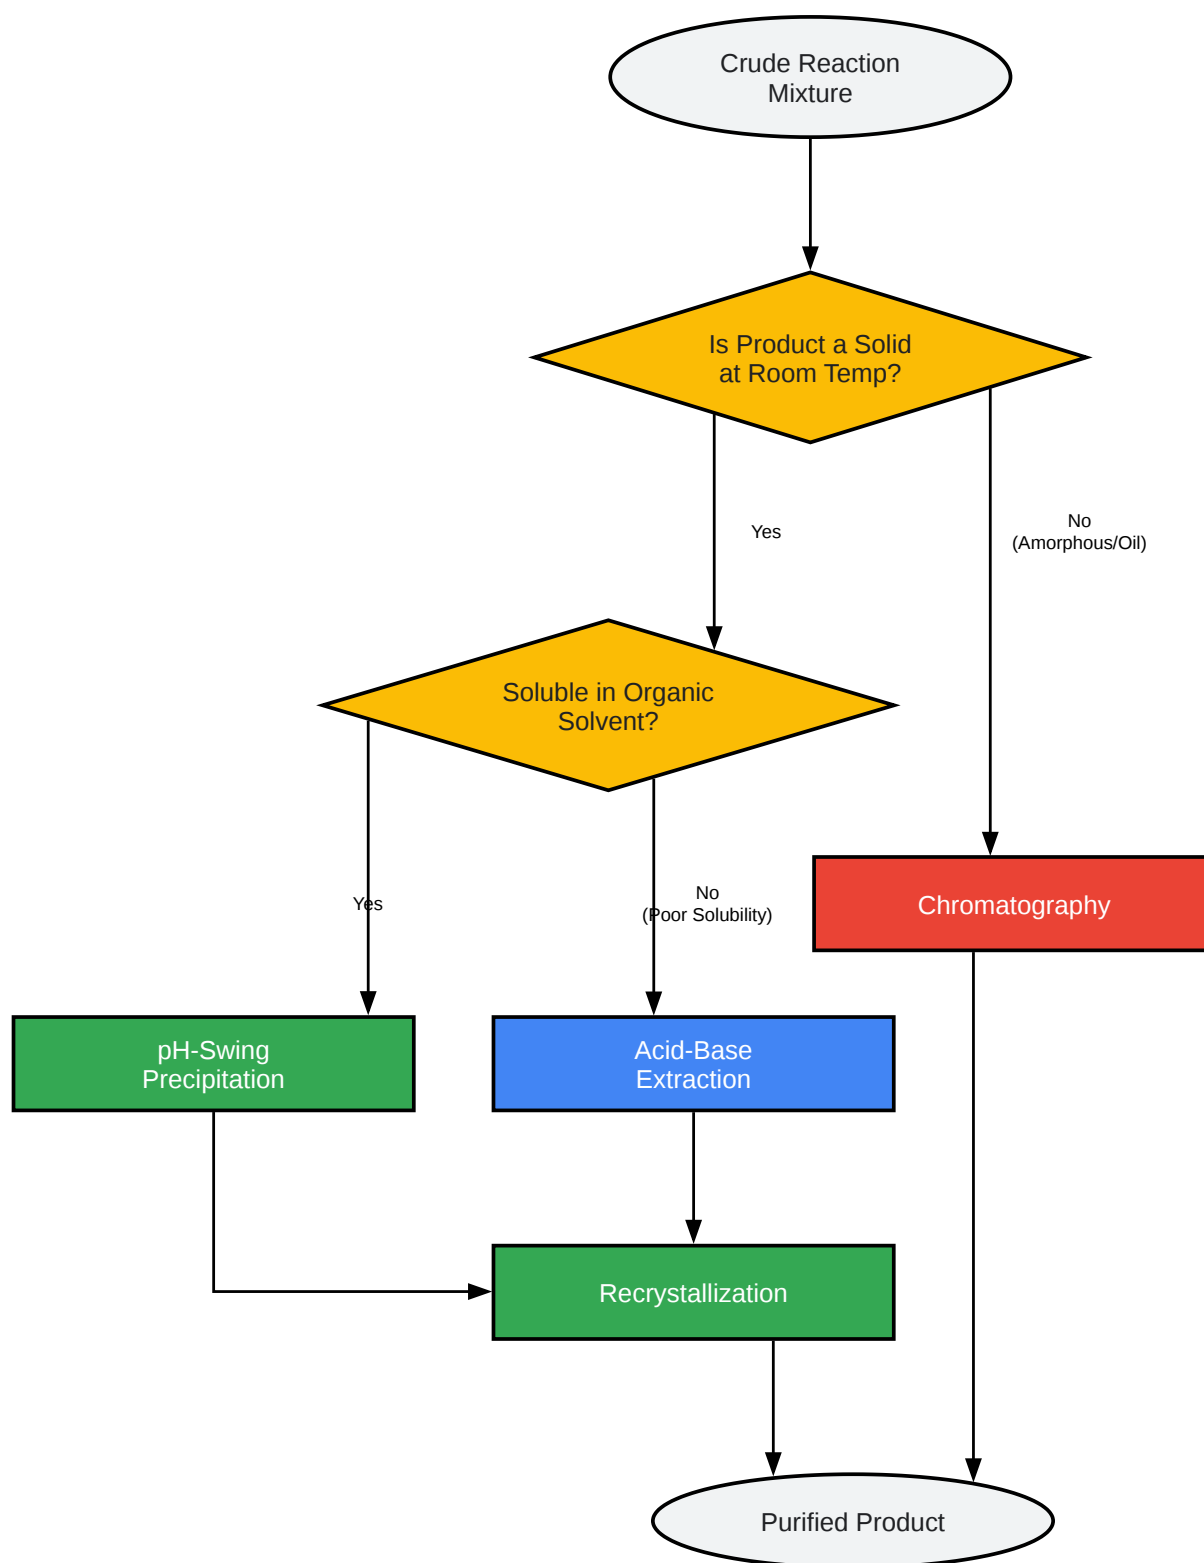 Crude Reaction
Mixture
Is Product a Solid
at Room Temp?
Yes
No
(Amorphous/Oil)
Soluble in Organic
Solvent?
Yes
No
(Poor Solubility)
Chromatography
pH-Swing
Precipitation
Acid-Base
Extraction
Recrystallization
Purified Product